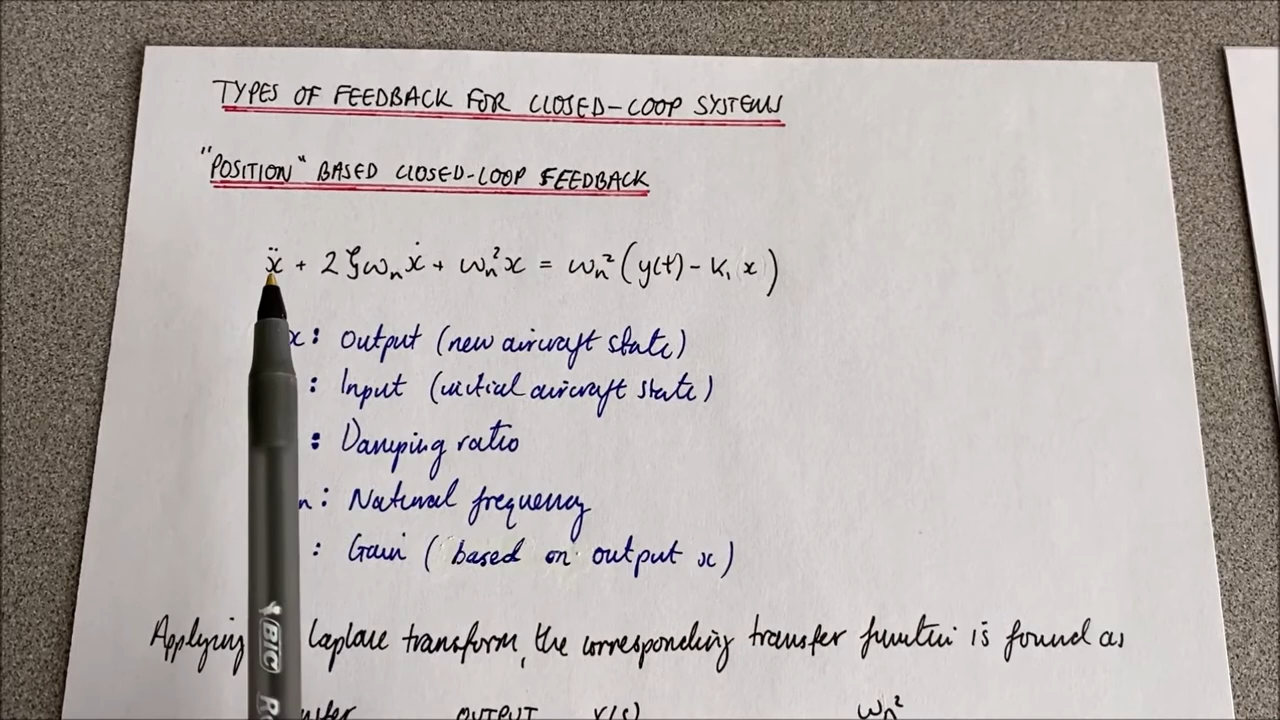 TYPES OF FEEDBACK FOR CLOSED-LOOP SYSTEMS
"POSITION" BASED CLOSED-LOOP FEEDBACK
ẍ + 2ζωₙẋ + ωₙ²x = ωₙ²(y(t) - K₁x)
x: Output (new aircraft state)
: Input (initial aircraft state)
: Damping ratio
n: Natural frequency
: Gain (based on output x)
Applying Laplace transform, the corresponding transfer function is found as
OUTPUT X(s) ωₙ²
BIC